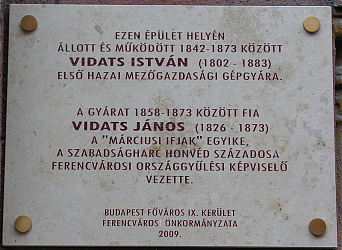 EZEN ÉPÜLET HELYÉN
ÁLLOTT ÉS MŰKÖDÖTT 1842-1873 KÖZÖTT
VIDATS ISTVÁN (1802 - 1883)
ELSŐ HAZAI MEZŐGAZDASÁGI GÉPGYÁRA.
A GYÁRAT 1858-1873 KÖZÖTT FIA
VIDATS JÁNOS (1826 - 1873)
A "MÁRCIUSI IFJAK" EGYIKE,
A SZABADSÁGHARC HONVÉD SZÁZADOSA
FERENCVÁROSI ORSZÁGGYŰLÉSI KÉPVISELŐ
VEZETTE.
BUDAPEST FŐVÁROS IX. KERÜLET
FERENCVÁROS ÖNKORMÁNYZATA
2009.